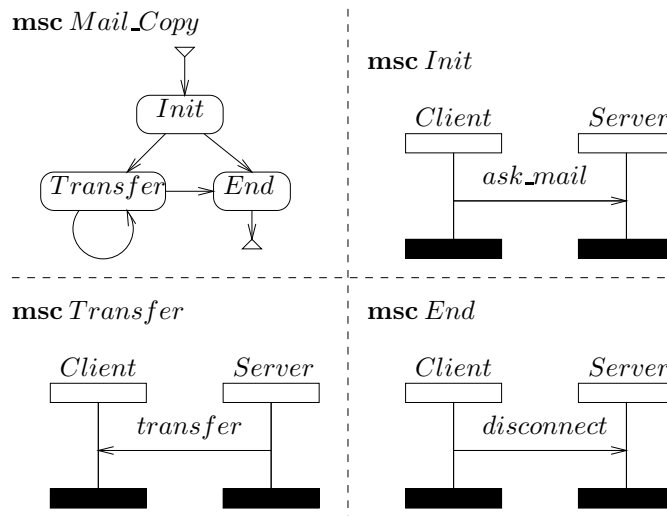 msc Mail_Copy
Init
Transfer
End
msc Init
Client Server
ask_mail
msc Transfer
Client Server
transfer
msc End
Client Server
disconnect